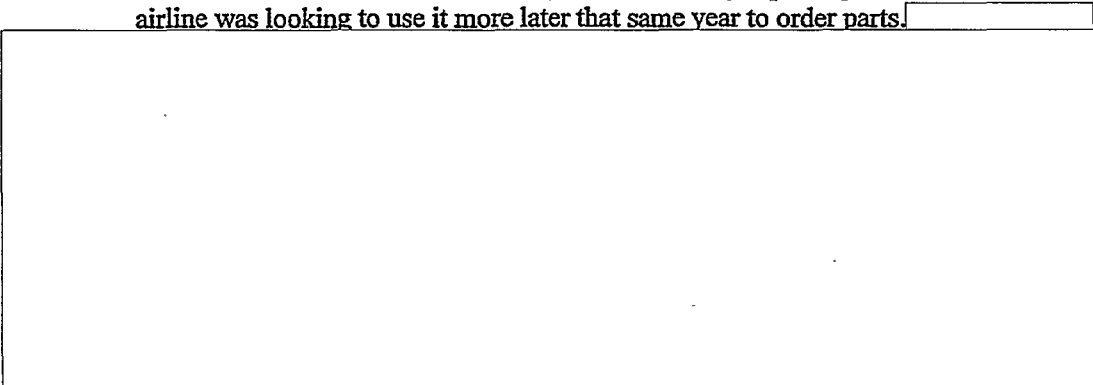 airline was looking to use it more later that same year to order parts.